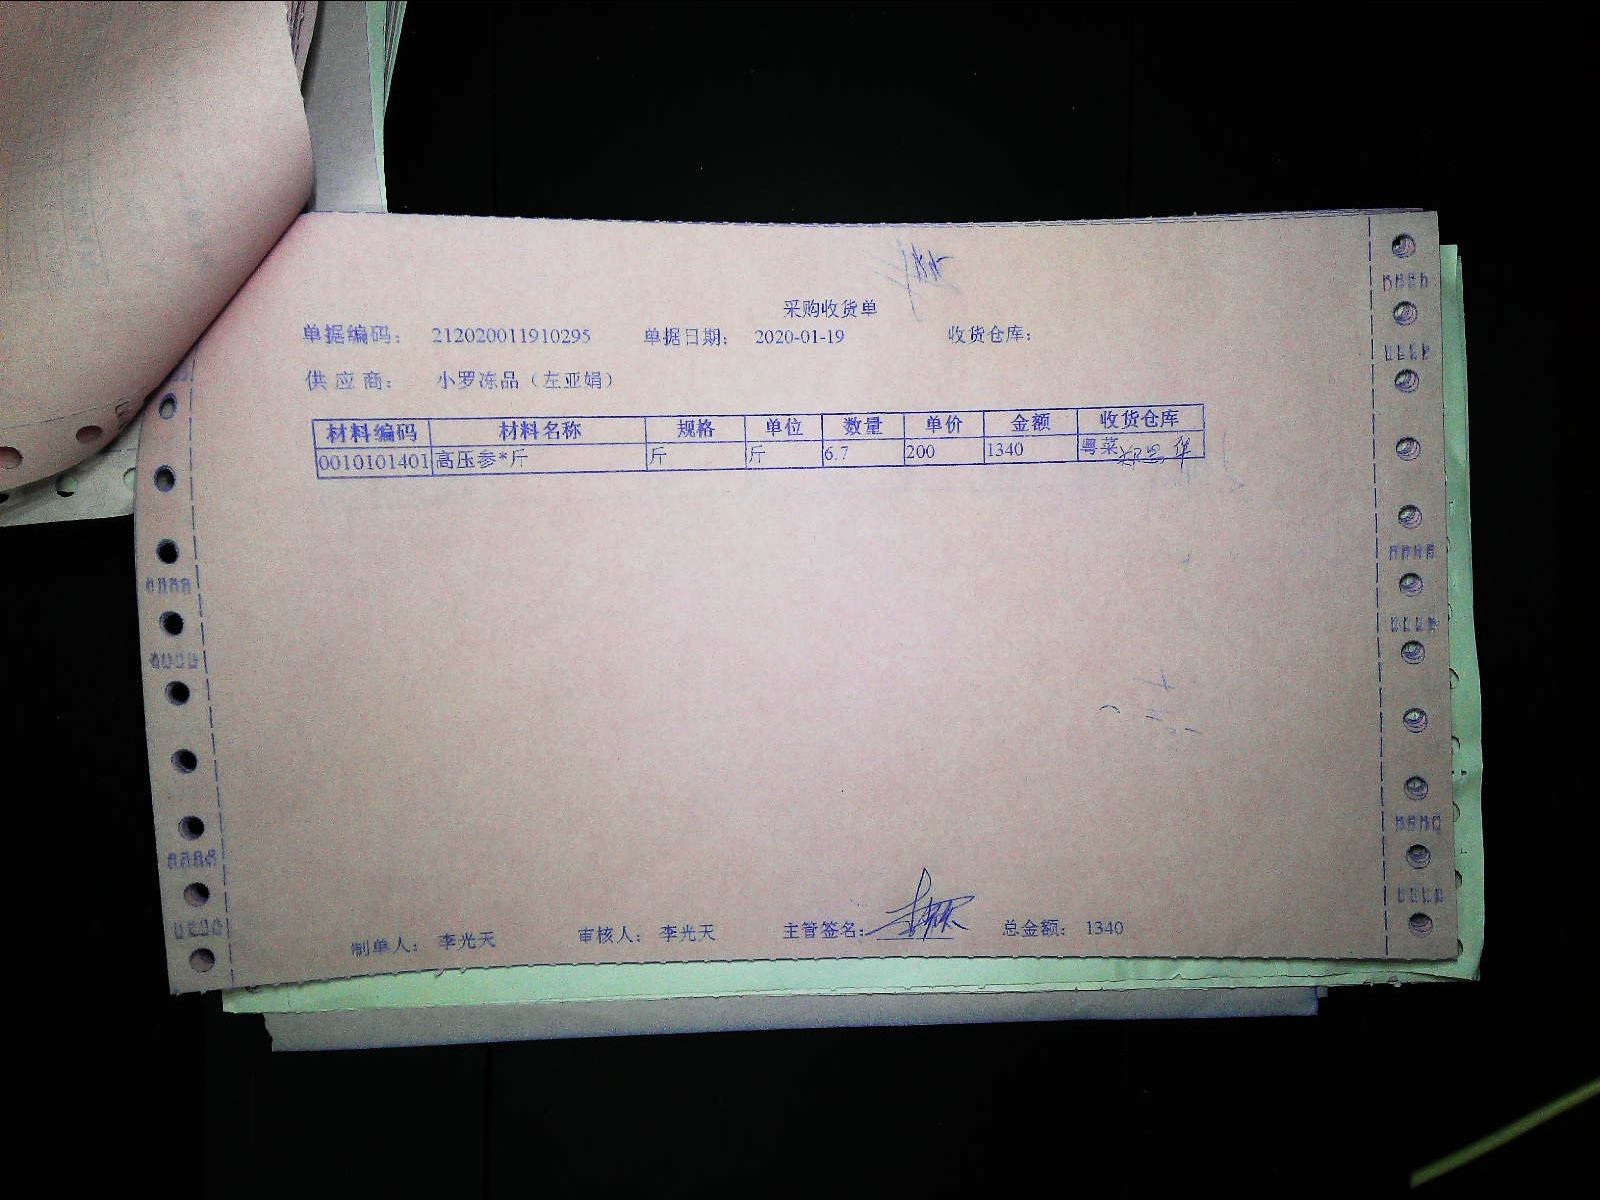 采购收货单
单据编码： 212020011910295 单据日期： 2020-01-19 收货仓库：
供 应 商： 小罗冻品（左亚娟）
材料编码 材料名称 规格 单位 数量 单价 金额 收货仓库
0010101401 高压参*斤 斤 斤 6.7 200 1340 粤菜
制单人： 李光天 审核人： 李光天 主管签名： 总金额： 1340